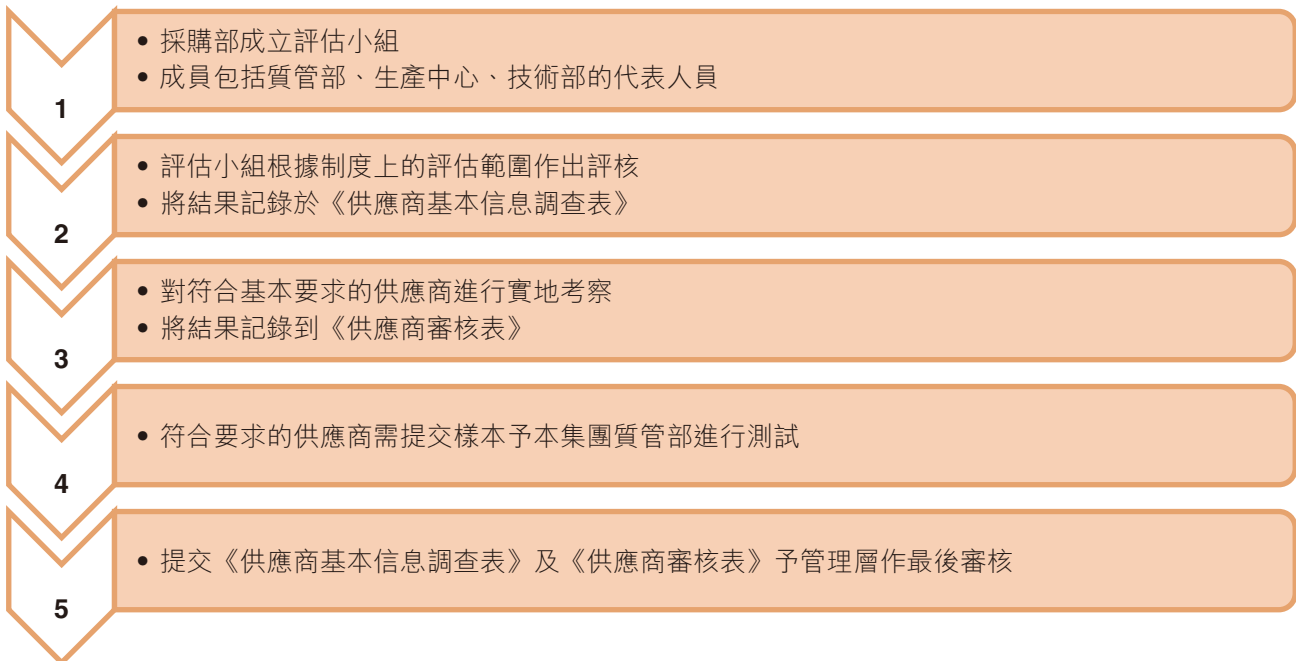 • 採購部成立評估小組
• 成員包括質管部、生產中心、技術部的代表人員
1
• 評估小組根據制度上的評估範圍作出評核
• 將結果記錄於《供應商基本信息調查表》
2
• 對符合基本要求的供應商進行實地考察
• 將結果記錄到《供應商審核表》
3
• 符合要求的供應商需提交樣本予本集團質管部進行測試
4
• 提交《供應商基本信息調查表》及《供應商審核表》予管理層作最後審核
5